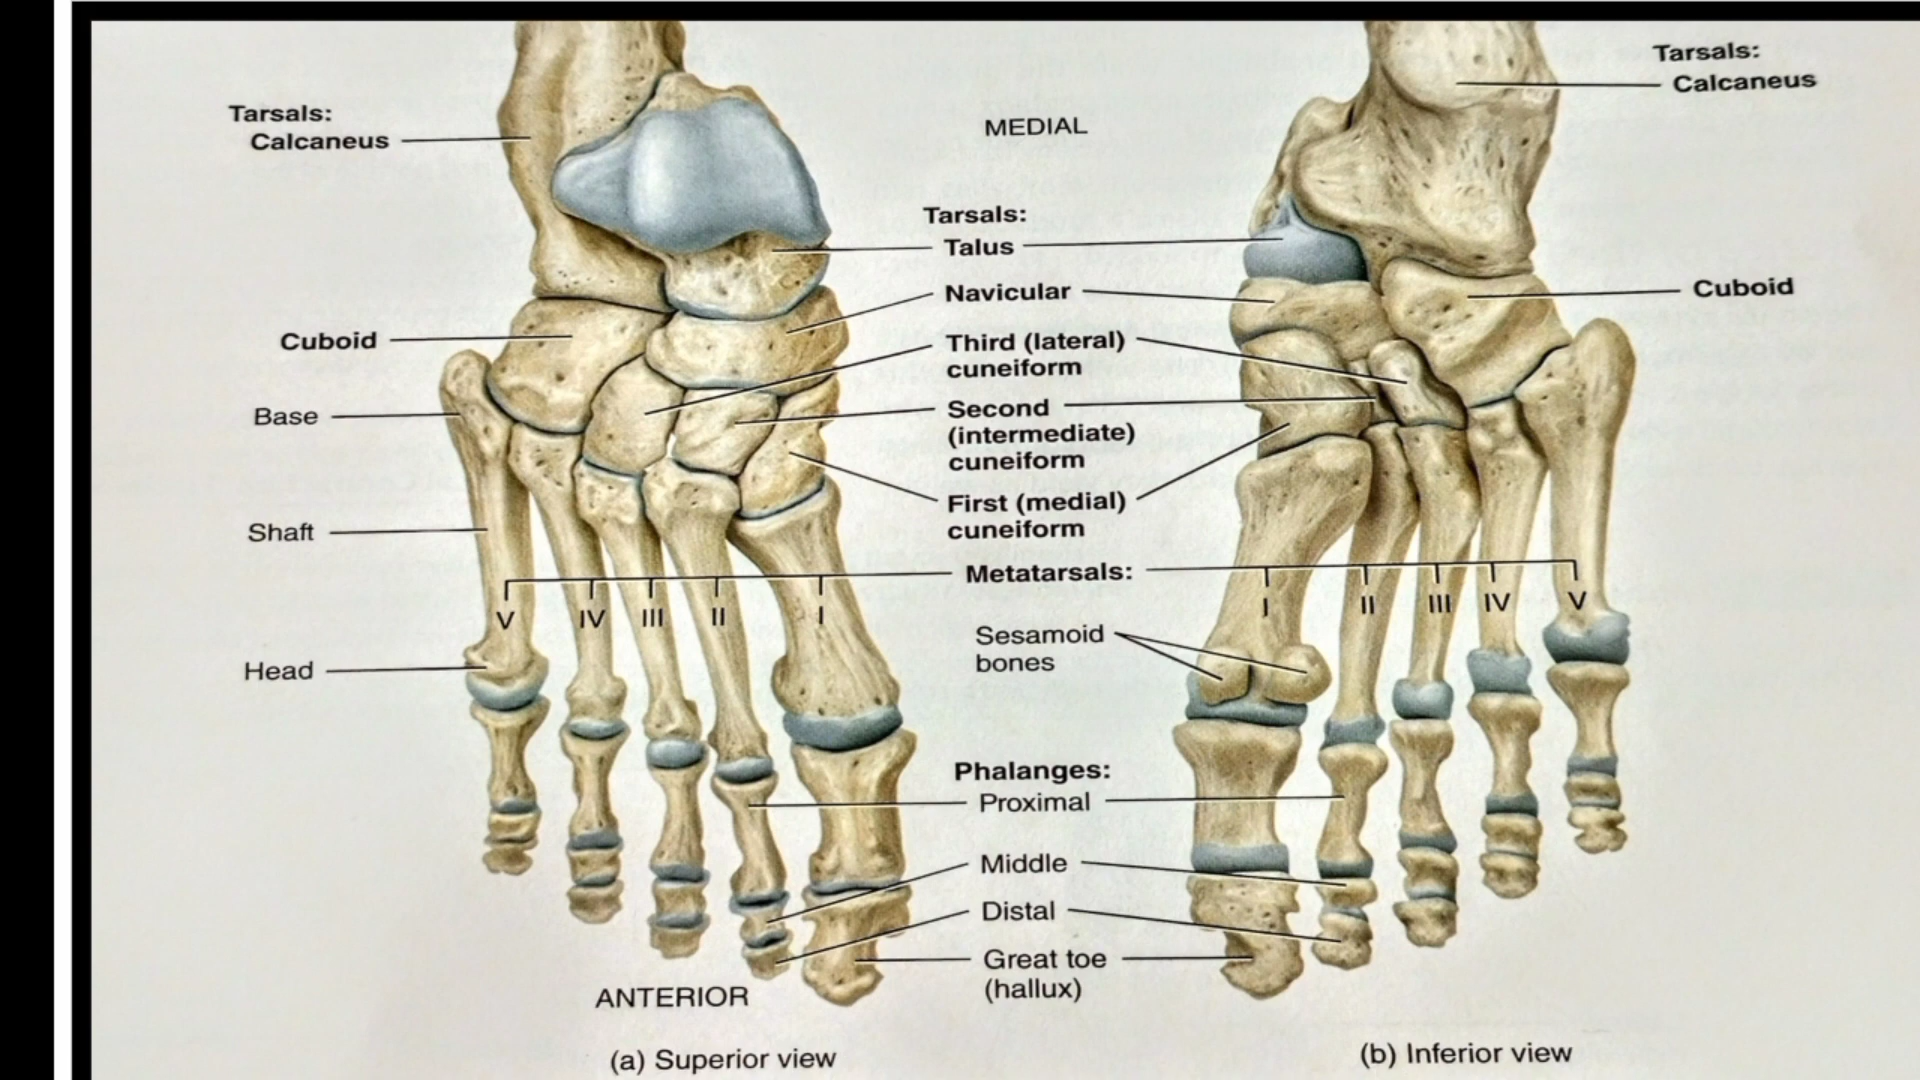 Tarsals:
Calcaneus
Cuboid
Base
Shaft
Head
V IV III II I
ANTERIOR
(a) Superior view
MEDIAL
Tarsals:
Talus
Navicular
Third (lateral)
cuneiform
Second
(intermediate)
cuneiform
First (medial)
cuneiform
Metatarsals:
Sesamoid
bones
Phalanges:
Proximal
Middle
Distal
Great toe
(hallux)
Tarsals:
Calcaneus
Cuboid
I II III IV V
(b) Inferior view